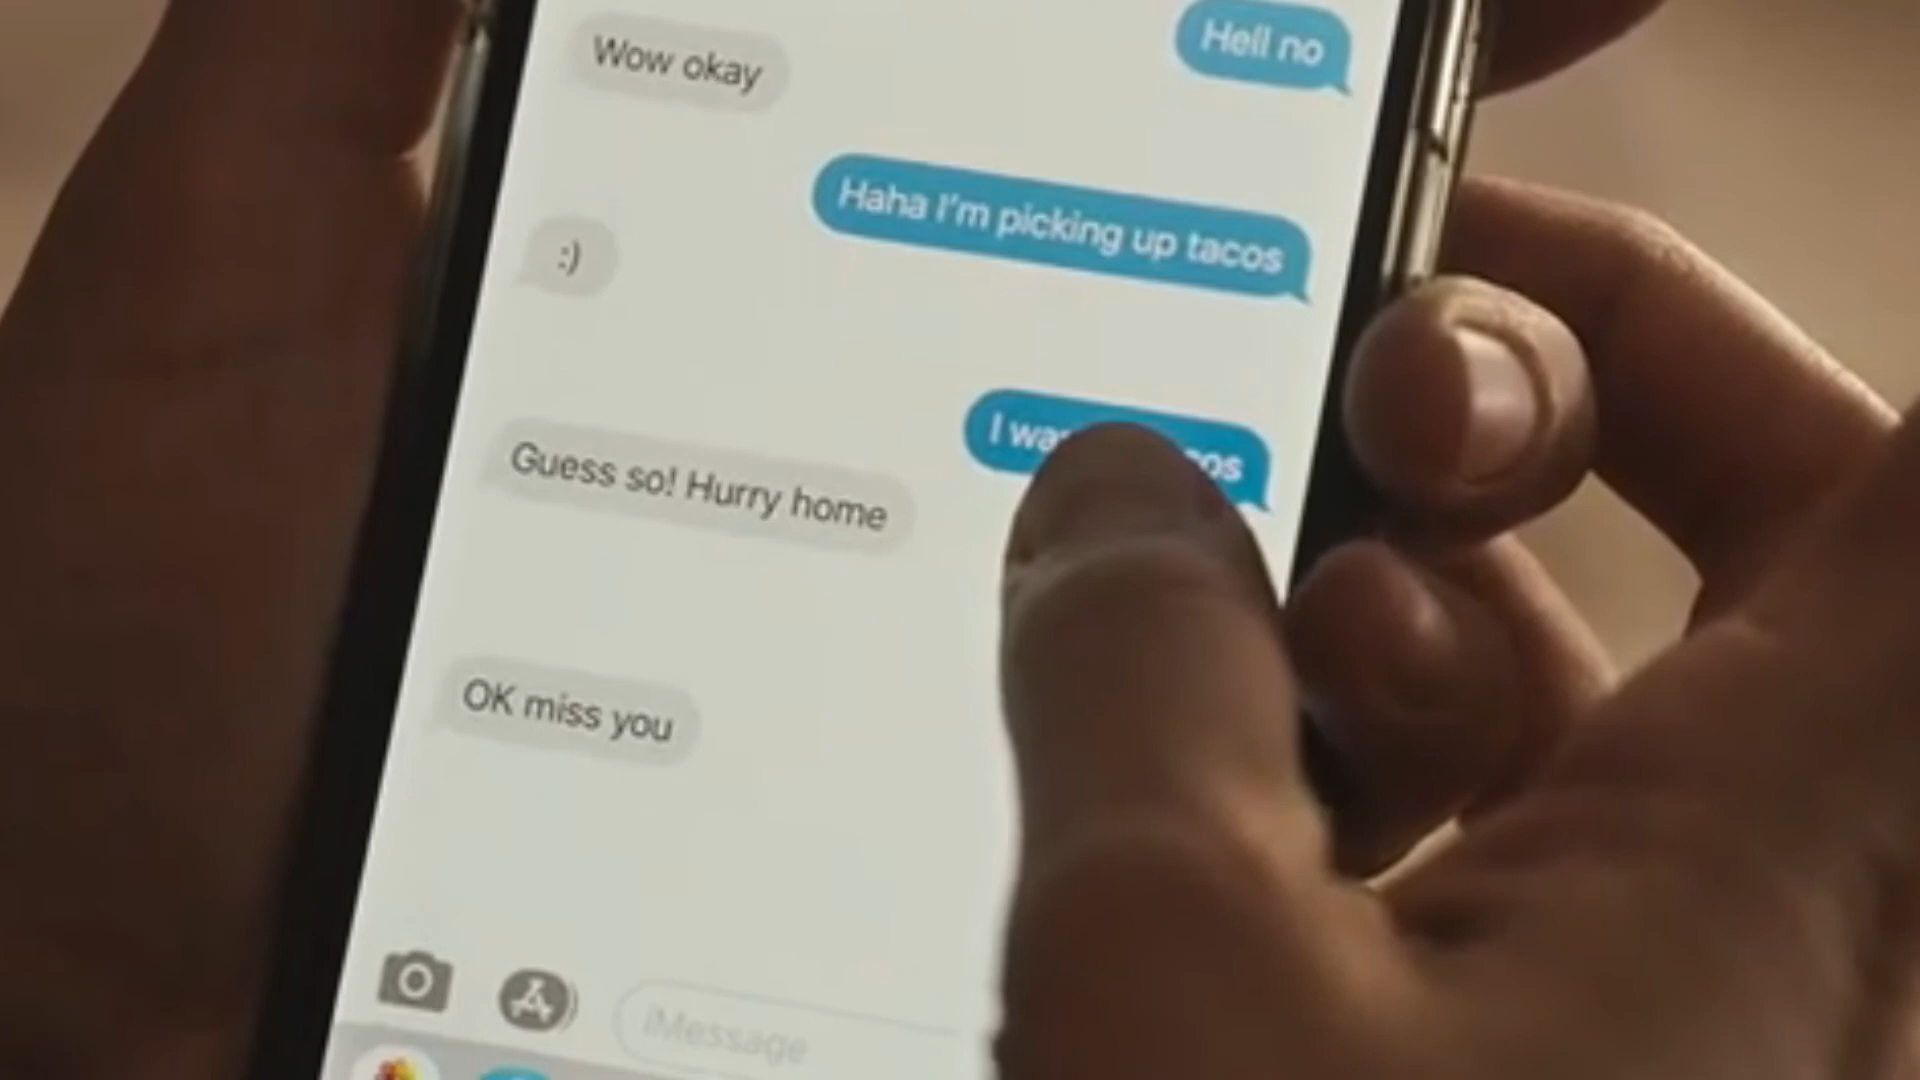 Hell no
Wow okay
Haha I'm picking up tacos
:)
I
Guess so! Hurry home
OK miss you
iMessage